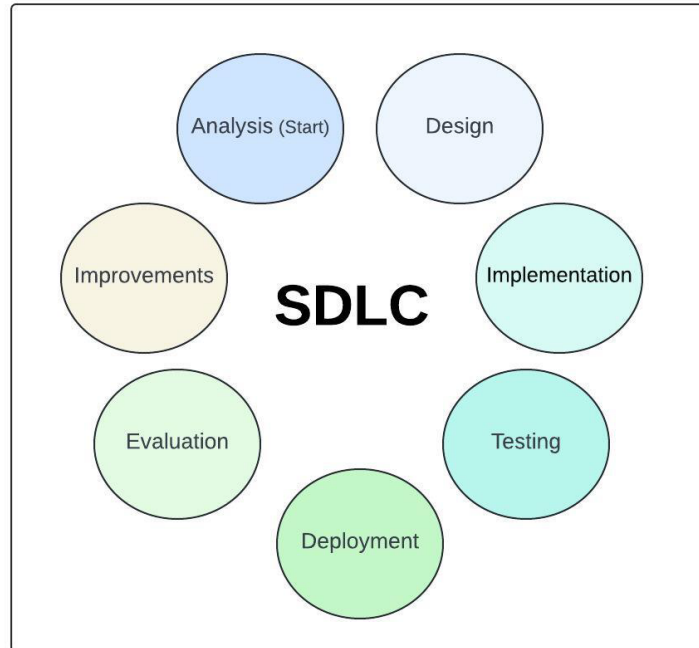 Analysis (Start)
Design
Improvements
Implementation
SDLC
Evaluation
Testing
Deployment